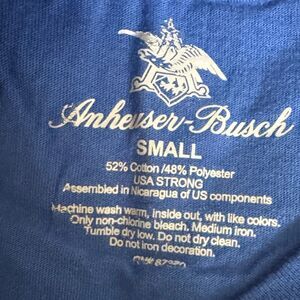 Anheuser-Busch
SMALL
52% Cotton /48% Polyester
USA STRONG
Assembled in Nicaragua of US components
Machine wash warm, inside out, with like colors.
Only non-chlorine bleach. Medium iron.
Tumble dry low. Do not dry clean.
Do not iron decoration.